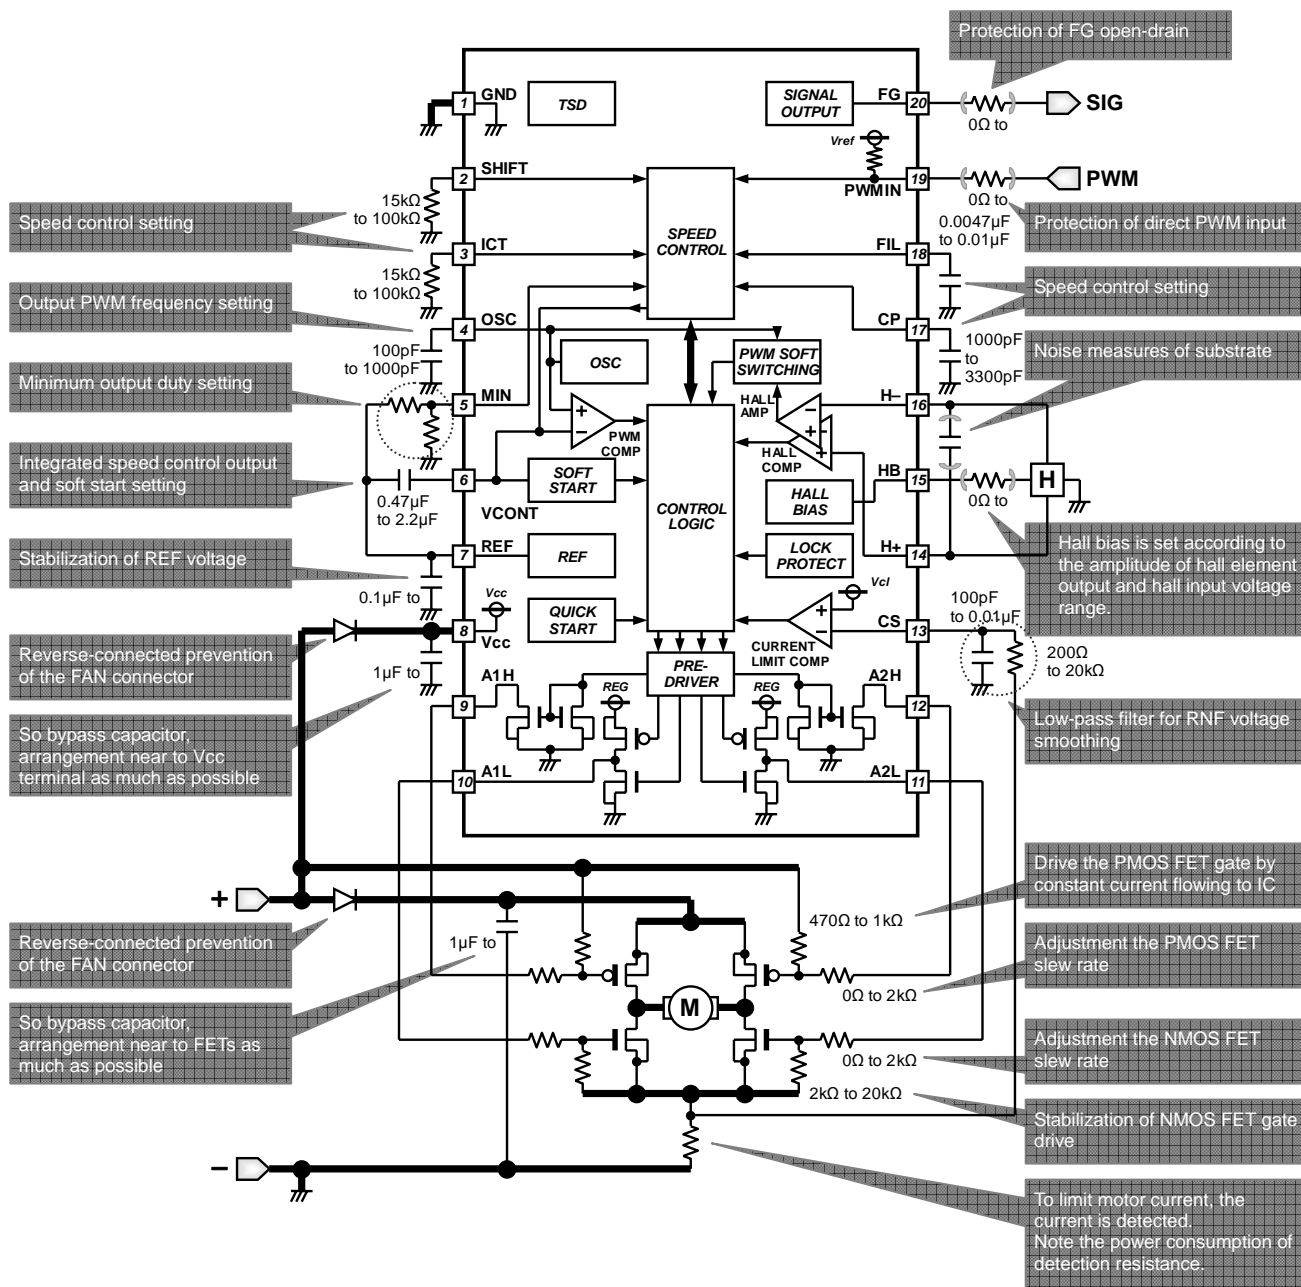 Protection of FG open-drain
1
GND
TSD
SIGNAL
OUTPUT
FG
20
0Ω to
SIG
Vref
2
SHIFT
15kΩ
to 100kΩ
Speed control setting
PWMIN
19
PWM
0Ω to
Protection of direct PWM input
SPEED
CONTROL
3
ICT
15kΩ
to 100kΩ
FIL
18
0.0047µF
to 0.01µF
Output PWM frequency setting
Speed control setting
4
OSC
100pF
to 1000pF
CP
17
1000pF
to
3300pF
Noise measures of substrate
OSC
PWM SOFT
SWITCHING
Minimum output duty setting
5
MIN
+
−
PWM
COMP
HALL
AMP
−
+
−
+
HALL
COMP
H−
16
Integrated speed control output
and soft start setting
6
VCONT
0.47µF
to 2.2µF
SOFT
START
CONTROL
LOGIC
HALL
BIAS
HB
15
0Ω to
H
Stabilization of REF voltage
7
REF
REF
0.1µF to
LOCK
PROTECT
H+
14
Hall bias is set according to
the amplitude of hall element
output and hall input voltage
range.
Vcc
8
Vcc
1µF to
QUICK
START
Vcl
+
−
CURRENT
LIMIT COMP
CS
13
100pF
to 0.01µF
200Ω
to 20kΩ
Reverse-connected prevention
of the FAN connector
PRE-
DRIVER
9
A1H
REG
REG
A2H
12
Low-pass filter for RNF voltage
smoothing
So bypass capacitor,
arrangement near to Vcc
terminal as much as possible
10
A1L
A2L
11
Drive the PMOS FET gate by
constant current flowing to IC
+
470Ω to 1kΩ
Reverse-connected prevention
of the FAN connector
1µF to
Adjustment the PMOS FET
slew rate
0Ω to 2kΩ
M
So bypass capacitor,
arrangement near to FETs as
much as possible
Adjustment the NMOS FET
slew rate
0Ω to 2kΩ
2kΩ to 20kΩ
Stabilization of NMOS FET gate
drive
−
To limit motor current, the
current is detected.
Note the power consumption of
detection resistance.